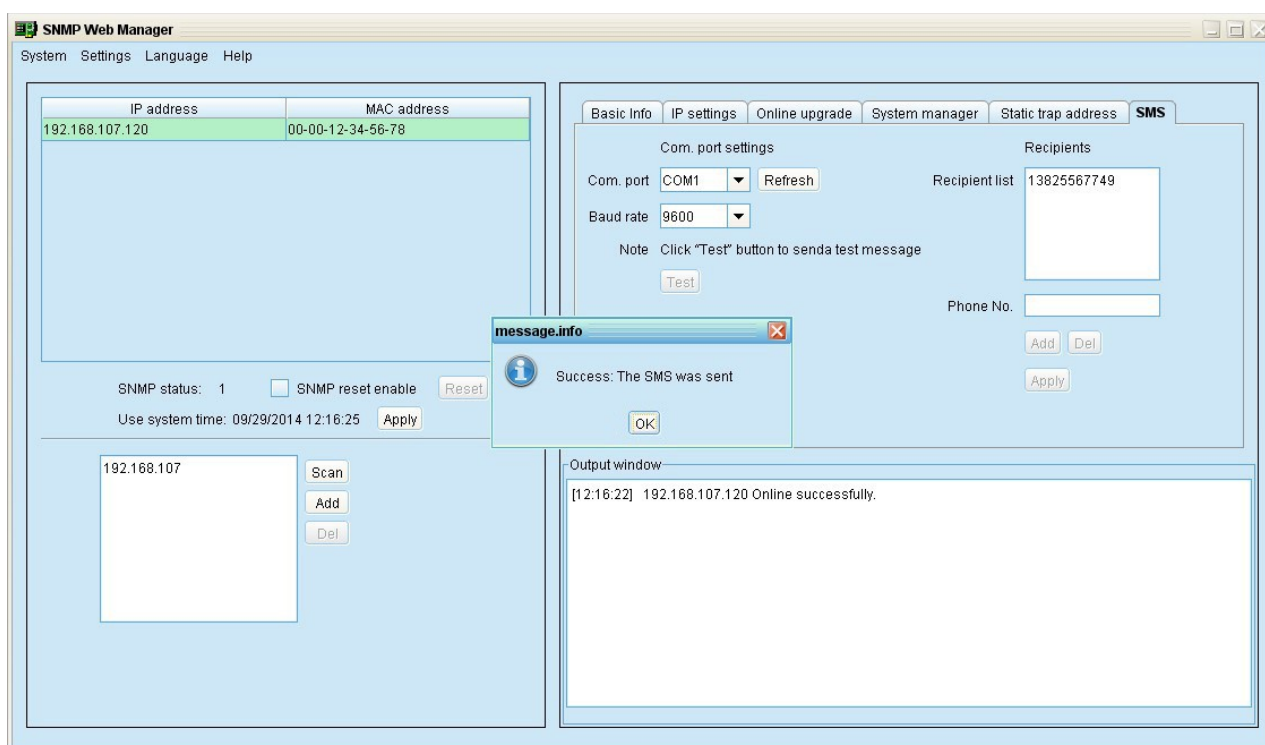 SNMP Web Manager
System Settings Language Help
IP address MAC address
192.168.107.120 00-00-12-34-56-78
SNMP status: 1 SNMP reset enable Reset
Use system time: 09/29/2014 12:16:25 Apply
192.168.107
Scan
Add
Del
Basic Info IP settings Online upgrade System manager Static trap address SMS
Com. port settings
Com. port COM1 Refresh
Baud rate 9600
Note Click "Test" button to senda test message
Test
Recipients
Recipient list 13825567749
Phone No.
Add Del
Apply
message.info
Success: The SMS was sent
OK
Output window
[12:16:22] 192.168.107.120 Online successfully.